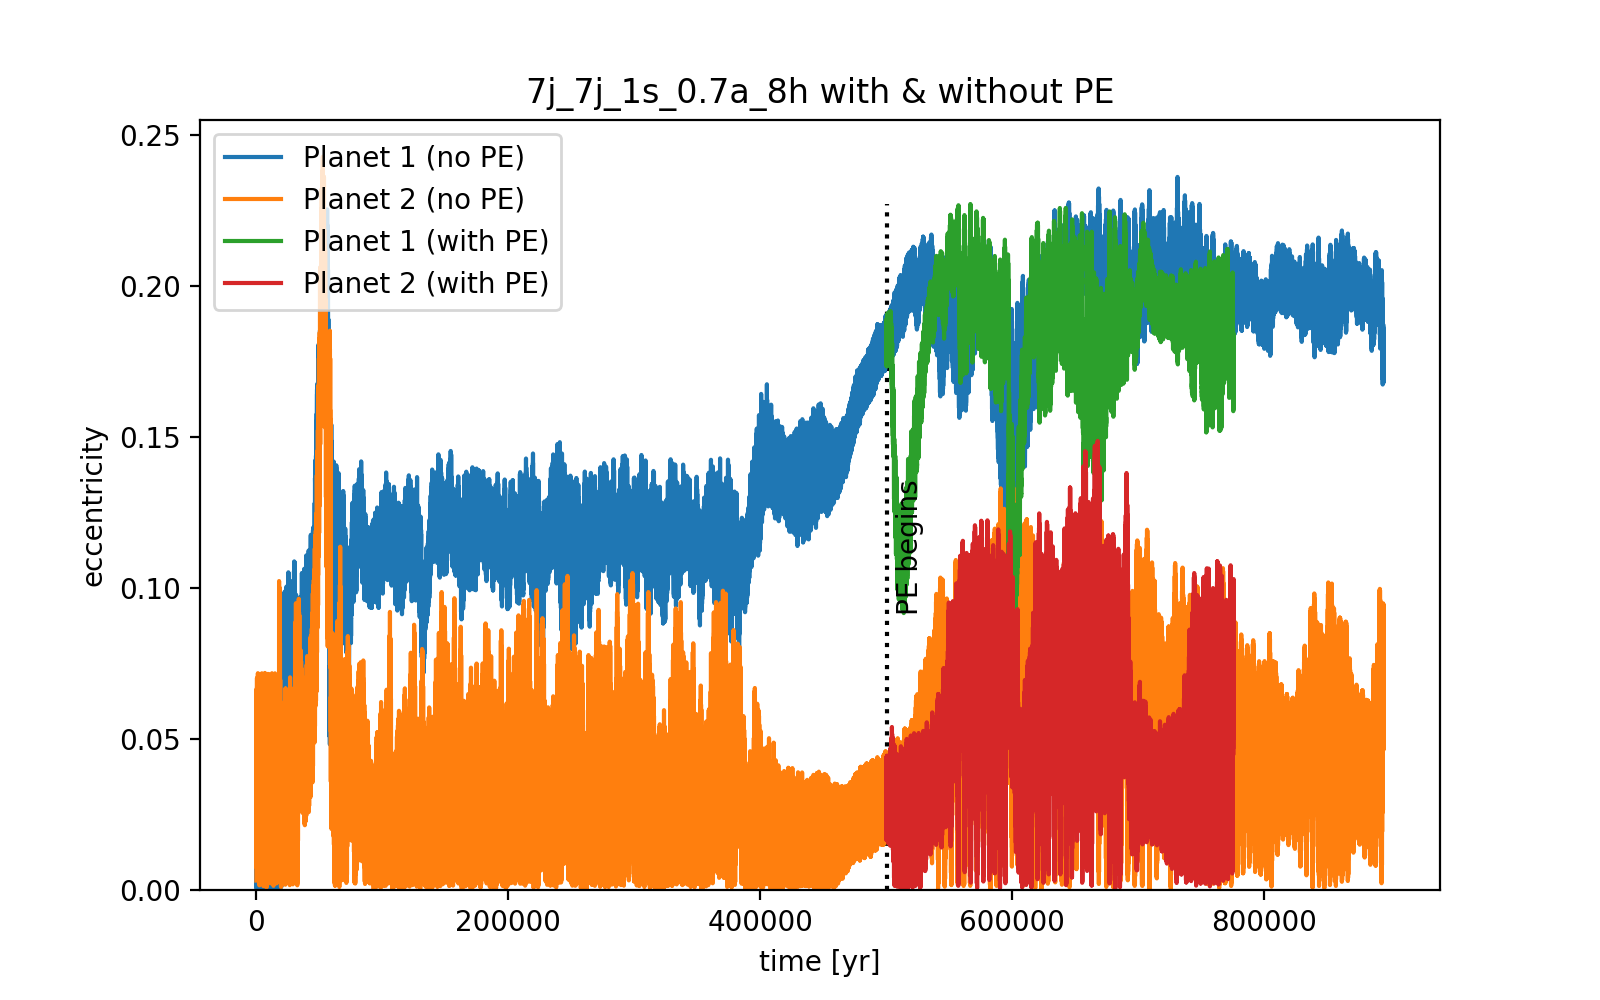 7j_7j_1s_0.7a_8h with & without PE
Planet 1 (no PE)
Planet 2 (no PE)
Planet 1 (with PE)
Planet 2 (with PE)
0.25
0.20
0.15
0.10
0.05
0.00
eccentricity
PE begins
0
200000
400000
600000
800000
time [yr]